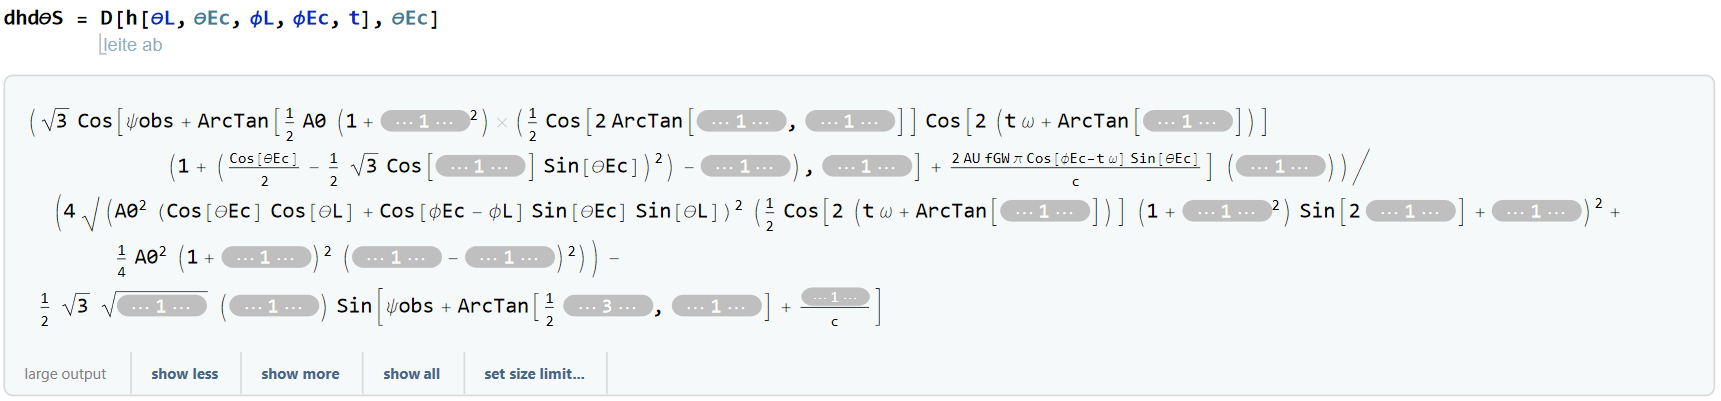 dhdθS = D[h[θL, θEc, ϕL, ϕEc, t], θEc]
leite ab
(√3 Cos[ψobs + ArcTan[1/2 A0 (1 + ⋯ 1 ⋯ ²) × (1/2 Cos[2 ArcTan[⋯ 1 ⋯, ⋯ 1 ⋯]] Cos[2 (t ω + ArcTan[⋯ 1 ⋯])]
(1 + (Cos[θEc]/2 - 1/2 √3 Cos[⋯ 1 ⋯] Sin[θEc])²) - ⋯ 1 ⋯), ⋯ 1 ⋯] + 2 AU fGW π Cos[ϕEc-t ω] Sin[θEc]/c] (⋯ 1 ⋯))/
(4 √(A0² (Cos[θEc] Cos[θL] + Cos[ϕEc - ϕL] Sin[θEc] Sin[θL])² (1/2 Cos[2 (t ω + ArcTan[⋯ 1 ⋯])] (1 + ⋯ 1 ⋯ ²) Sin[2 ⋯ 1 ⋯] + ⋯ 1 ⋯)² +
1/4 A0² (1 + ⋯ 1 ⋯)² (⋯ 1 ⋯ - ⋯ 1 ⋯)²)) -
1/2 √3 √⋯ 1 ⋯ (⋯ 1 ⋯) Sin[ψobs + ArcTan[1/2 ⋯ 3 ⋯, ⋯ 1 ⋯] + ⋯ 1 ⋯/c]
large output show less show more show all set size limit...